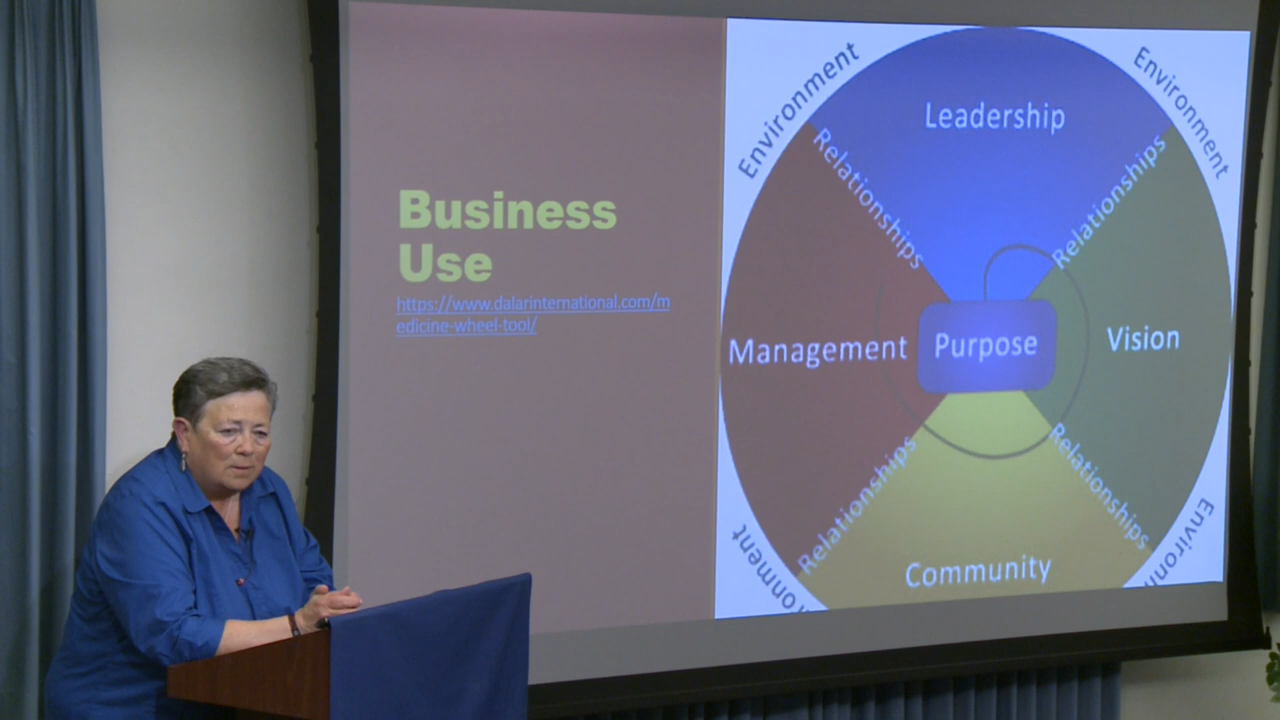 Business
Use
https://www.dalarinternational.com/m
edicine-wheel-tool/
Environment
Environment
Leadership
Relationships
Relationships
Management
Purpose
Vision
Relationships
Relationships
Community